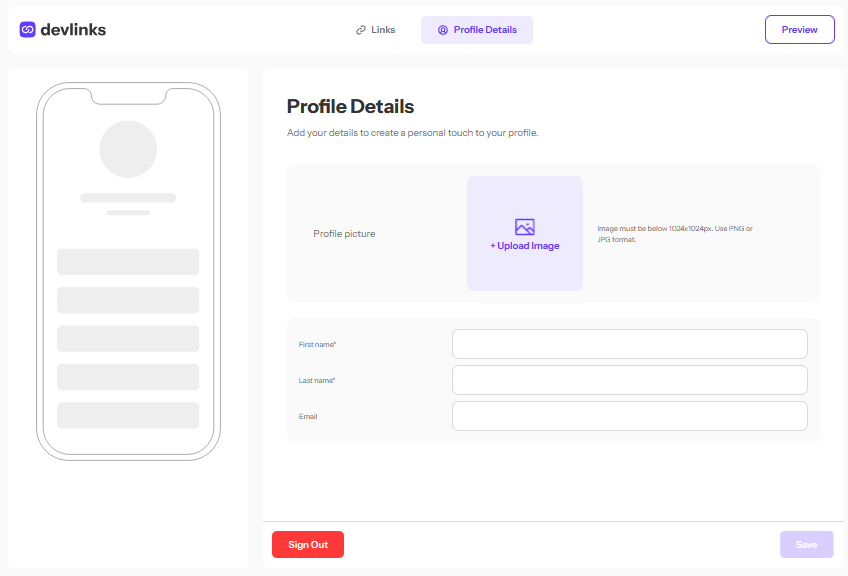 devlinks
Links
Profile Details
Preview
Profile Details
Add your details to create a personal touch to your profile.
Profile picture
+ Upload Image
Image must be below 1024x1024px. Use PNG or
JPG format.
First name*
Last name*
Email
Sign Out
Save